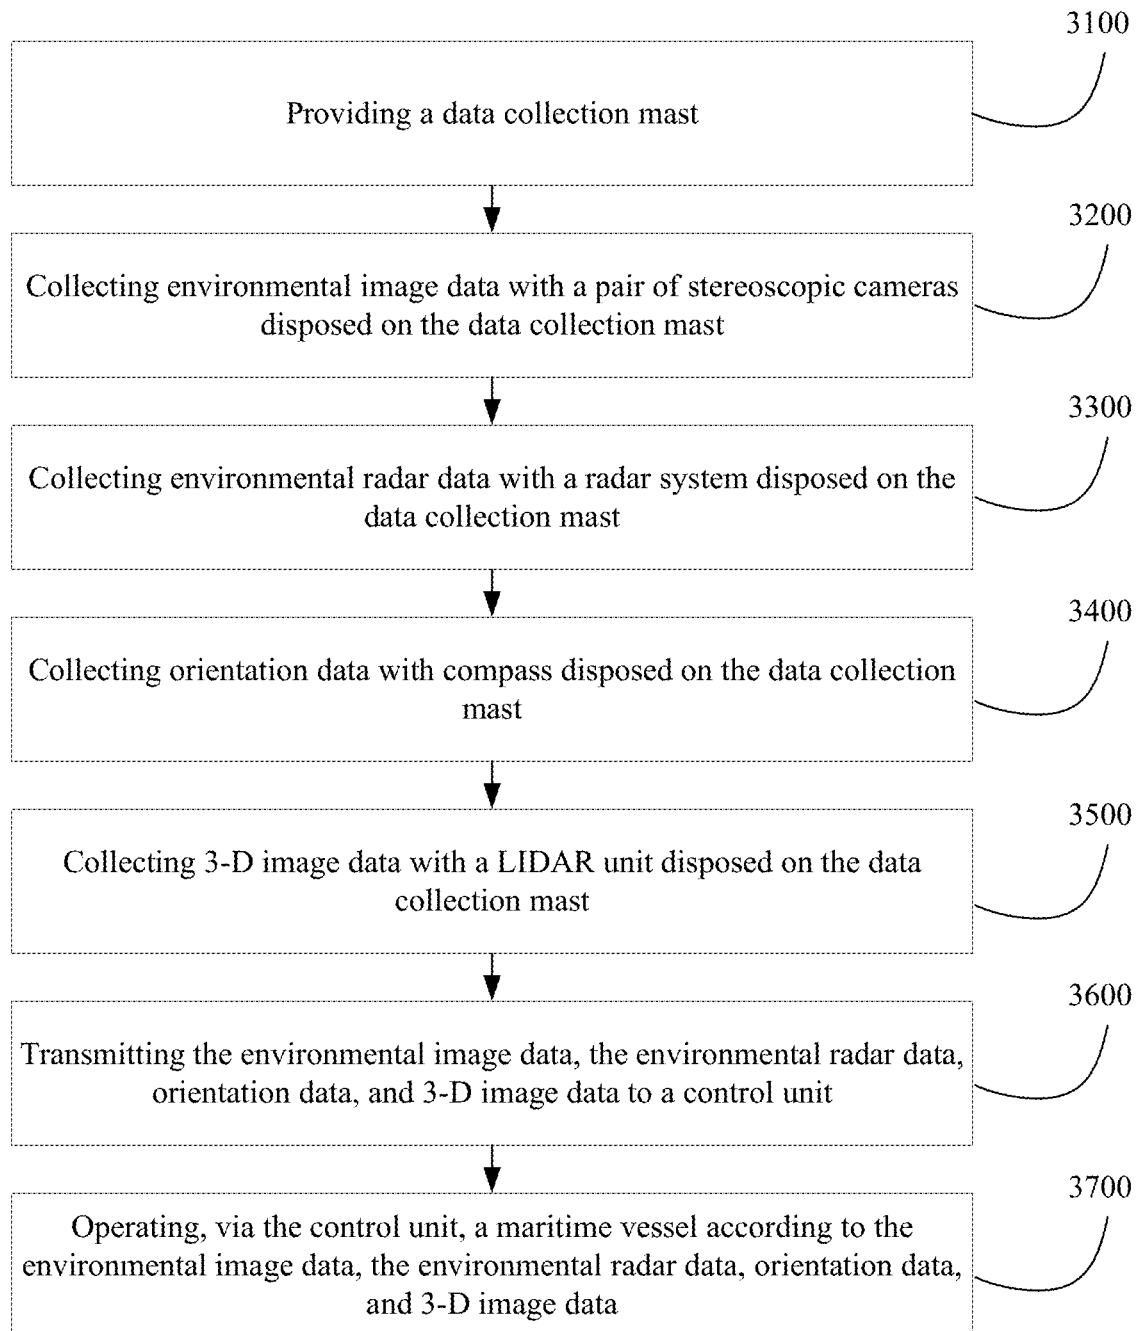 3100
Providing a data collection mast
3200
Collecting environmental image data with a pair of stereoscopic cameras
disposed on the data collection mast
3300
Collecting environmental radar data with a radar system disposed on the
data collection mast
3400
Collecting orientation data with compass disposed on the data collection
mast
3500
Collecting 3-D image data with a LIDAR unit disposed on the data
collection mast
3600
Transmitting the environmental image data, the environmental radar data,
orientation data, and 3-D image data to a control unit
3700
Operating, via the control unit, a maritime vessel according to the
environmental image data, the environmental radar data, orientation data,
and 3-D image data